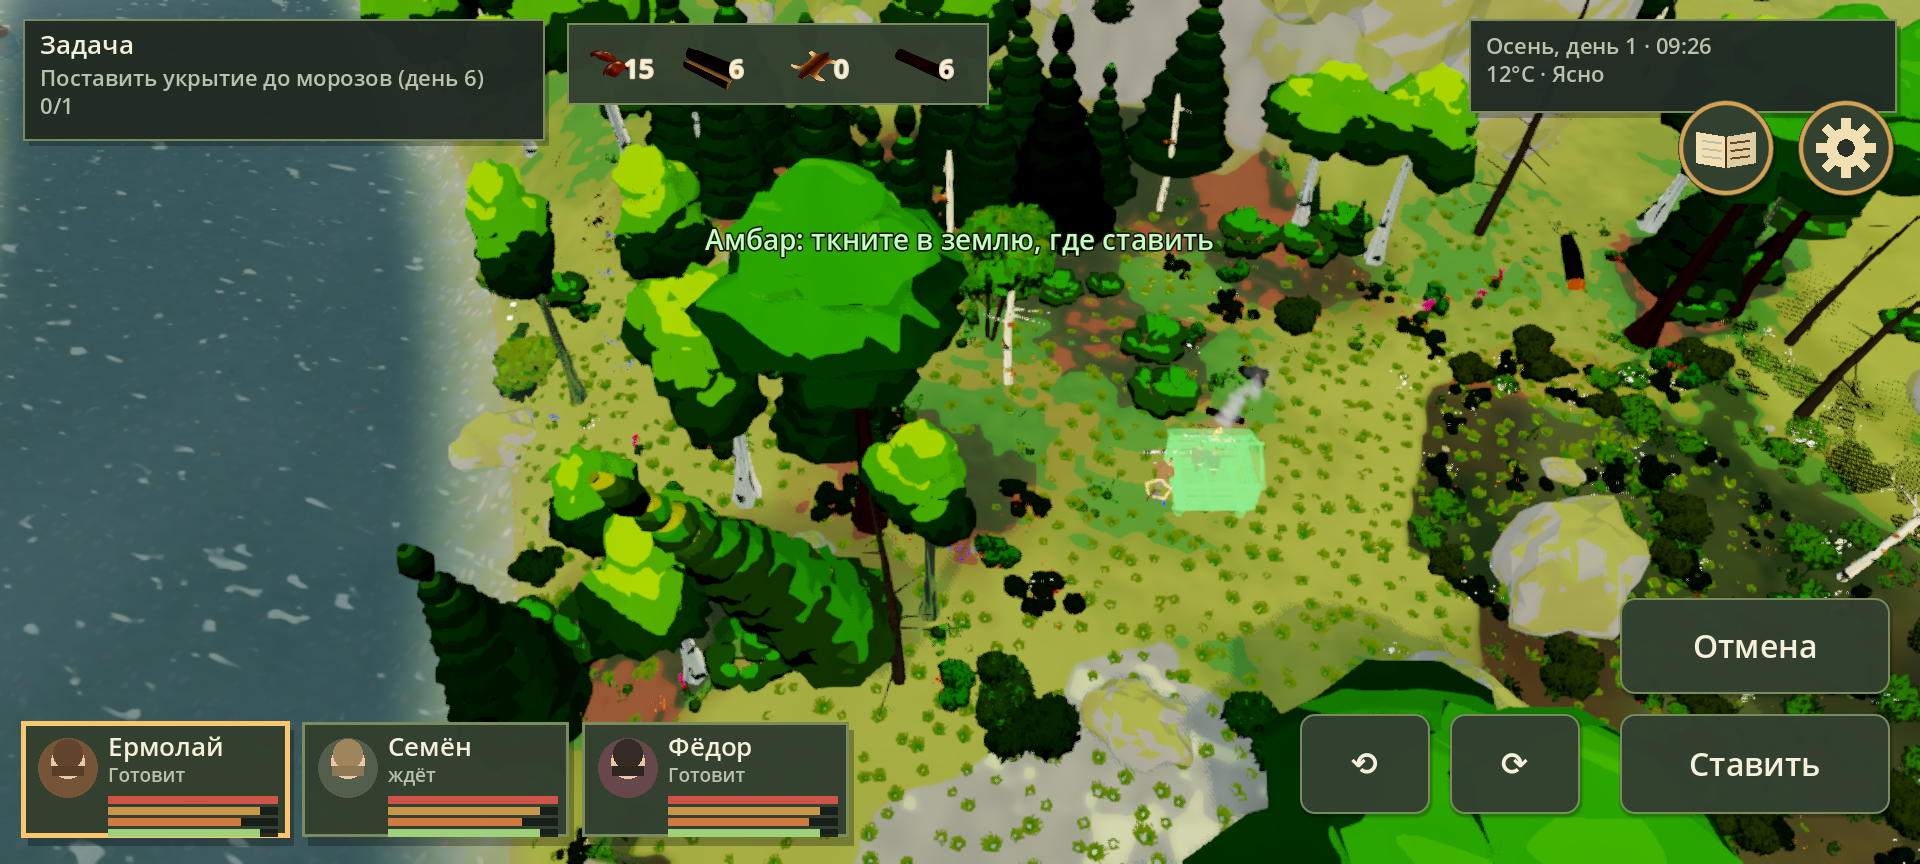 Задача
Поставить укрытие до морозов (день 6)
0/1
15 6 0 6
Осень, день 1 · 09:26
12°C · Ясно
Амбар: ткните в землю, где ставить
Отмена
Ермолай
Готовит
Семён
ждёт
Фёдор
Готовит
⟲ ⟳ Ставить